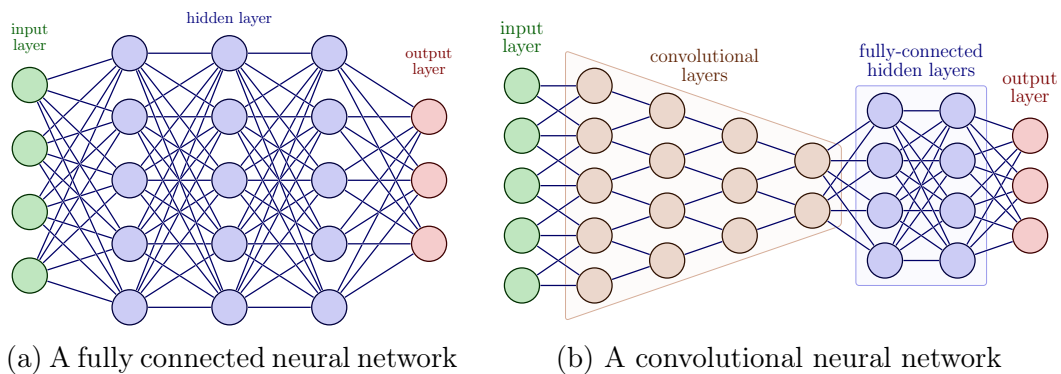 input
layer
hidden layer
output
layer
(a) A fully connected neural network
input
layer
convolutional
layers
fully-connected
hidden layers
output
layer
(b) A convolutional neural network